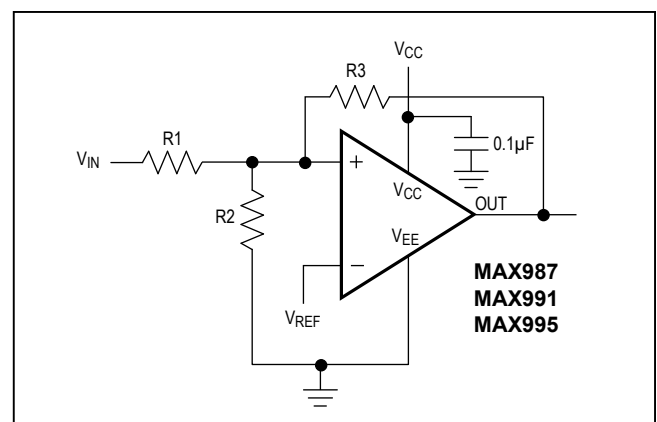 VCC
R3
R1
0.1µF
VIN
+
VCC
R2
OUT
VEE
−
MAX987
MAX991
VREF
MAX995